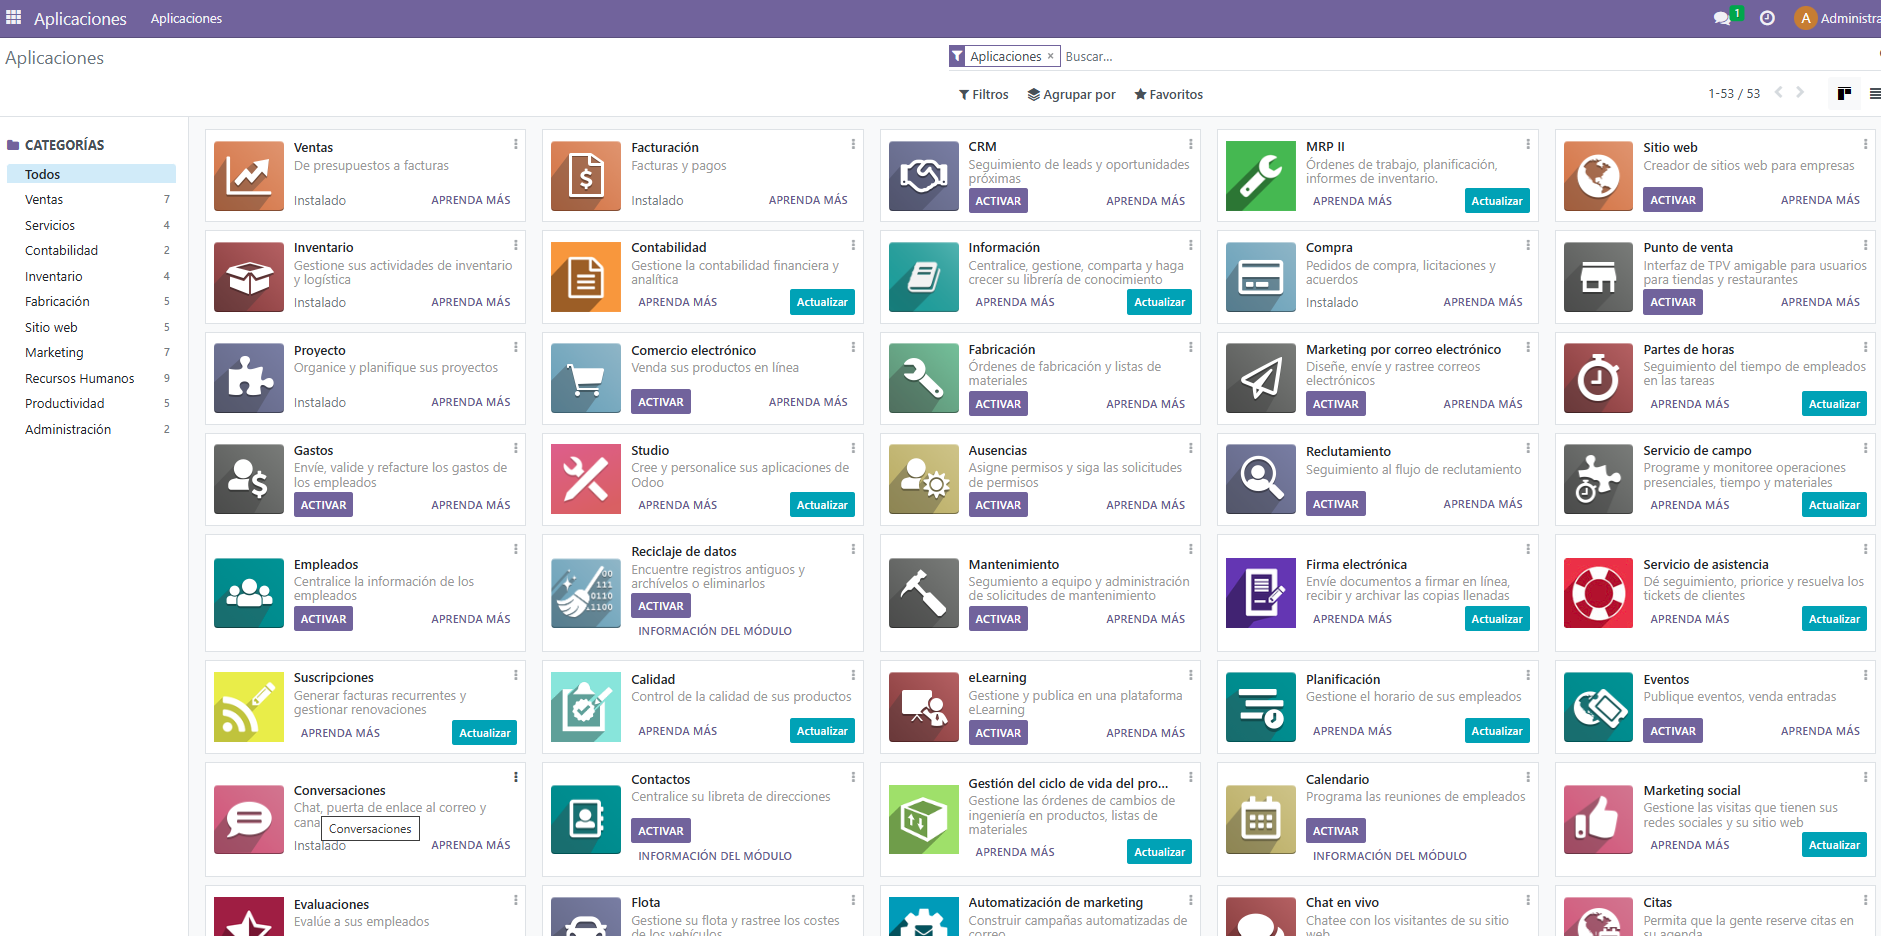 Aplicaciones
Aplicaciones
1
A
Administra
Aplicaciones
Aplicaciones ×
Buscar...
Filtros
Agrupar por
Favoritos
1-53 / 53
CATEGORÍAS
Todos
Ventas 7
Servicios 4
Contabilidad 2
Inventario 4
Fabricación 5
Sitio web 5
Marketing 7
Recursos Humanos 9
Productividad 5
Administración 2
Ventas
De presupuestos a facturas
Instalado
APRENDA MÁS
Facturación
Facturas y pagos
Instalado
APRENDA MÁS
CRM
Seguimiento de leads y oportunidades
próximas
ACTIVAR
APRENDA MÁS
MRP II
Órdenes de trabajo, planificación,
informes de inventario.
APRENDA MÁS
Actualizar
Sitio web
Creador de sitios web para empresas
ACTIVAR
APRENDA MÁS
Inventario
Gestione sus actividades de inventario
y logística
Instalado
APRENDA MÁS
Contabilidad
Gestione la contabilidad financiera y
analítica
APRENDA MÁS
Actualizar
Información
Centralice, gestione, comparta y haga
crecer su librería de conocimiento
APRENDA MÁS
Actualizar
Compra
Pedidos de compra, licitaciones y
acuerdos
Instalado
APRENDA MÁS
Punto de venta
Interfaz de TPV amigable para usuarios
para tiendas y restaurantes
ACTIVAR
APRENDA MÁS
Proyecto
Organice y planifique sus proyectos
Instalado
APRENDA MÁS
Comercio electrónico
Venda sus productos en línea
ACTIVAR
APRENDA MÁS
Fabricación
Órdenes de fabricación y listas de
materiales
ACTIVAR
APRENDA MÁS
Marketing por correo electrónico
Diseñe, envíe y rastree correos
electrónicos
ACTIVAR
APRENDA MÁS
Partes de horas
Seguimiento del tiempo de empleados
en las tareas
APRENDA MÁS
Actualizar
Gastos
Envíe, valide y refacture los gastos de
los empleados
ACTIVAR
APRENDA MÁS
Studio
Cree y personalice sus aplicaciones de
Odoo
APRENDA MÁS
Actualizar
Ausencias
Asigne permisos y siga las solicitudes
de permisos
ACTIVAR
APRENDA MÁS
Reclutamiento
Seguimiento al flujo de reclutamiento
ACTIVAR
APRENDA MÁS
Servicio de campo
Programe y monitoree operaciones
presenciales, tiempo y materiales
APRENDA MÁS
Actualizar
Empleados
Centralice la información de los
empleados
ACTIVAR
APRENDA MÁS
00
111
0110
1100
Reciclaje de datos
Encuentre registros antiguos y
archívelos o elimínarlos
ACTIVAR
INFORMACIÓN DEL MÓDULO
Mantenimiento
Segumiento a equipo y administración
de solicitudes de mantenimiento
ACTIVAR
APRENDA MÁS
Firma electrónica
Envíe documentos a firmar en línea,
recibir y archivar las copias llenadas
APRENDA MÁS
Actualizar
Servicio de asistencia
Dé seguimiento, priorice y resuelva los
tickets de clientes
APRENDA MÁS
Actualizar
Suscripciones
Generar facturas recurrentes y
gestionar renovaciones
APRENDA MÁS
Actualizar
Calidad
Control de la calidad de sus productos
APRENDA MÁS
Actualizar
eLearning
Gestione y publica en una plataforma
eLearning
ACTIVAR
APRENDA MÁS
Planificación
Gestione el horario de sus empleados
APRENDA MÁS
Actualizar
Eventos
Publique eventos, venda entradas
ACTIVAR
APRENDA MÁS
Conversaciones
Chat, puerta de enlace al correo y
cana
Conversaciones
Instalado
APRENDA MÁS
Contactos
Centralice su libreta de direcciones
ACTIVAR
INFORMACIÓN DEL MÓDULO
Gestión del ciclo de vida del pro...
Gestione las órdenes de cambios de
ingeniería en productos, listas de
materiales
APRENDA MÁS
Actualizar
Calendario
Programa las reuniones de empleados
ACTIVAR
INFORMACIÓN DEL MÓDULO
Marketing social
Gestione las visitas que tienen sus
redes sociales y su sitio web
APRENDA MÁS
Actualizar
Evaluaciones
Evalúe a sus empleados
Flota
Gestione su flota y rastree los costes
de los vehículos
Automatización de marketing
Construir campañas automatizadas de
correo
Chat en vivo
Chatee con los visitantes de su sitio
web
Citas
Permita que la gente reserve citas en
su agenda